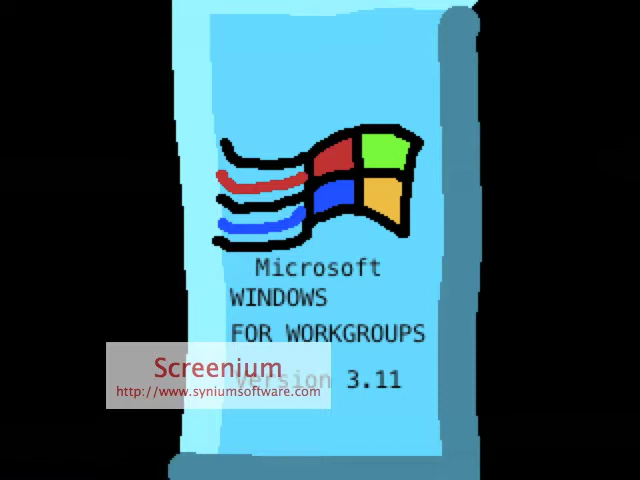 Microsoft
WINDOWS
FOR WORKGROUPS
Screenium
Version 3.11
http://www.syniumsoftware.com